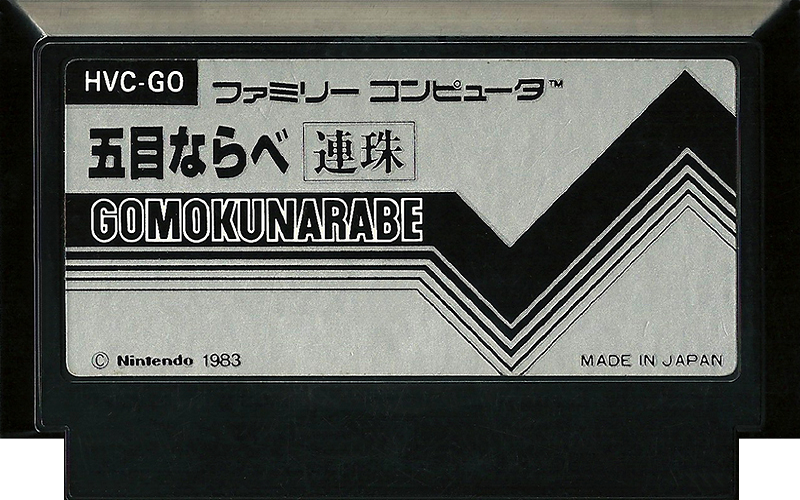 HVC-GO
ファミリー コンピュータ™
五目ならべ 連珠
GOMOKUNARABE
© Nintendo 1983
MADE IN JAPAN